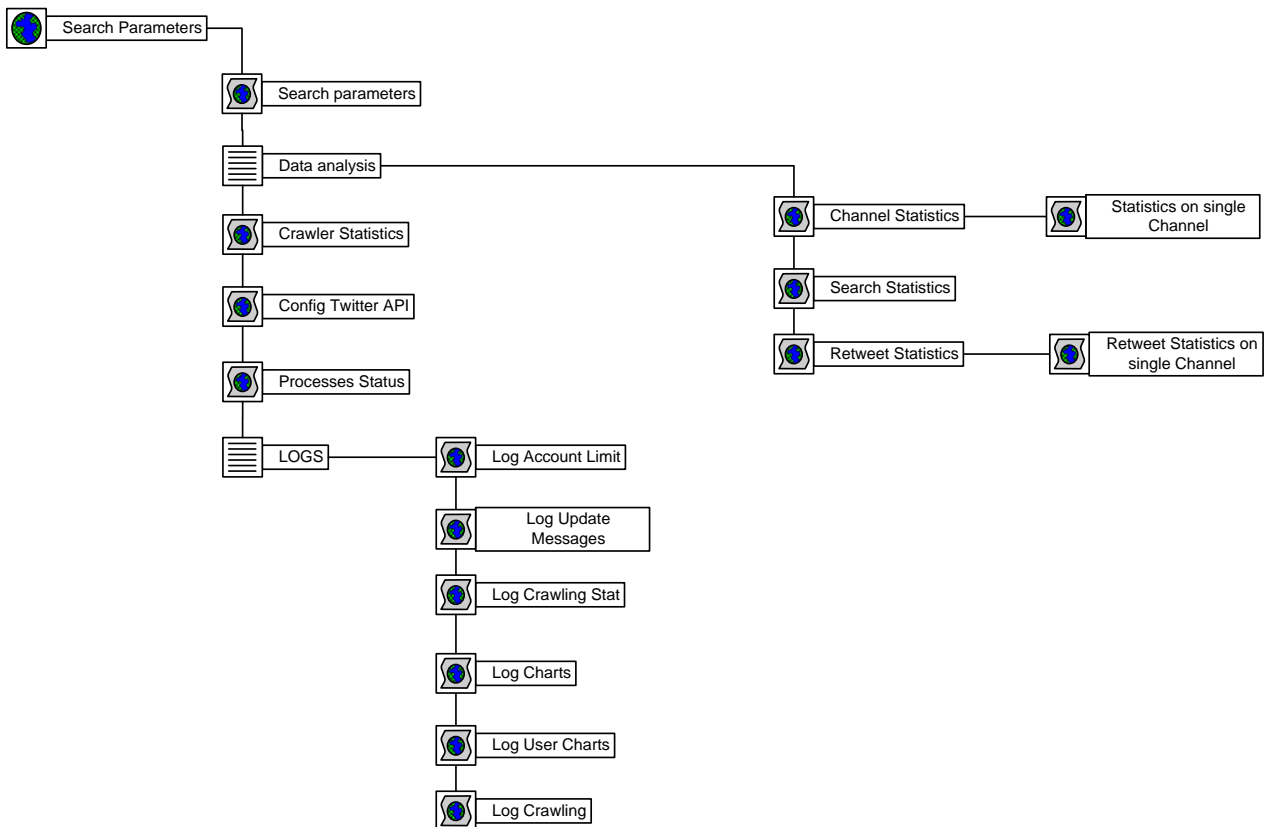 Search Parameters
Search parameters
Data analysis
Channel Statistics
Statistics on single
Channel
Crawler Statistics
Search Statistics
Config Twitter API
Retweet Statistics
Retweet Statistics on
single Channel
Processes Status
LOGS
Log Account Limit
Log Update
Messages
Log Crawling Stat
Log Charts
Log User Charts
Log Crawling